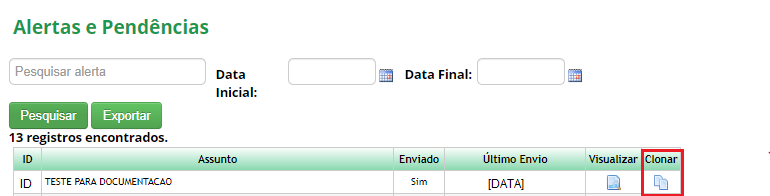 Alertas e Pendências
Pesquisar alerta Data Inicial: Data Final:
Pesquisar Exportar
13 registros encontrados.
ID Assunto Enviado Último Envio Visualizar Clonar
ID TESTE PARA DOCUMENTACAO Sim [DATA]